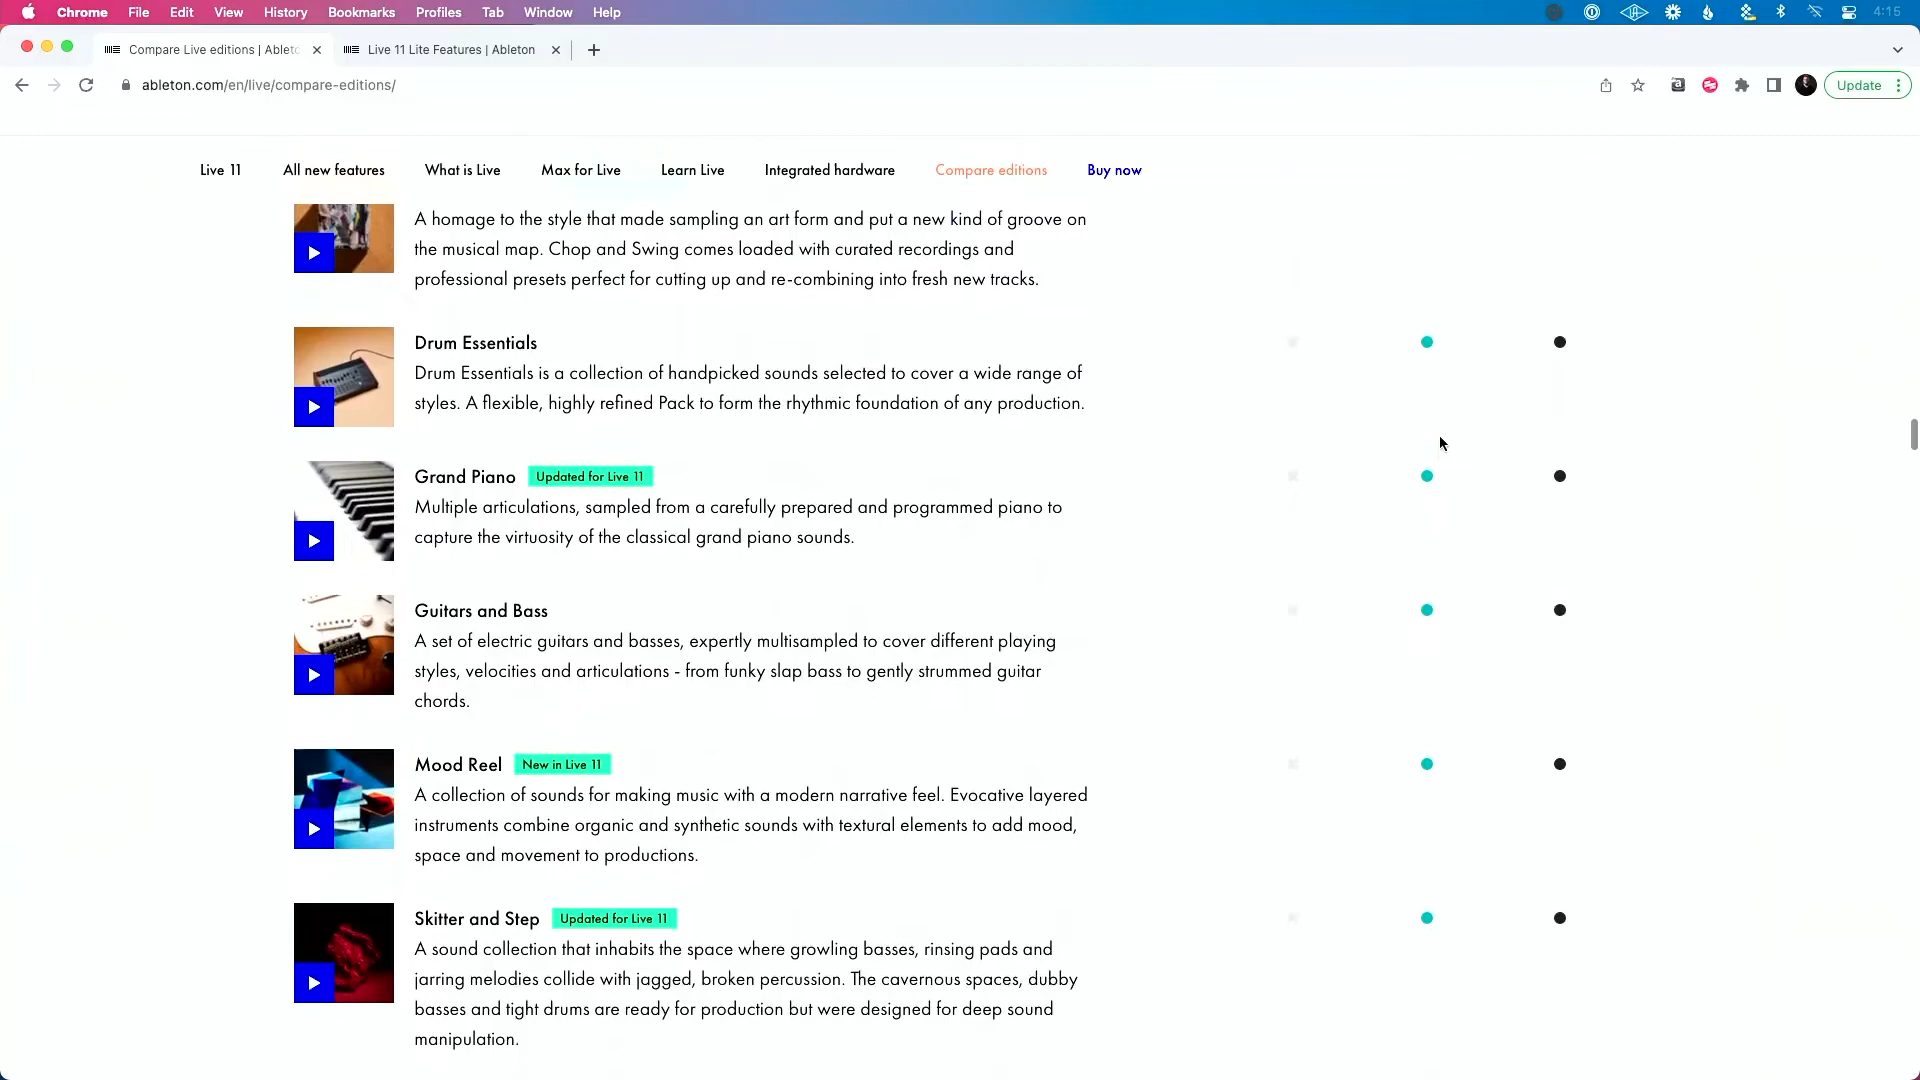 Chrome File Edit View History Bookmarks Profiles Tab Window Help 4:15
Compare Live editions | Ableto
Live 11 Lite Features | Ableton
ableton.com/en/live/compare-editions/
Update
Live 11 All new features What is Live Max for Live Learn Live Integrated hardware Compare editions Buy now
A homage to the style that made sampling an art form and put a new kind of groove on
the musical map. Chop and Swing comes loaded with curated recordings and
professional presets perfect for cutting up and re-combining into fresh new tracks.
Drum Essentials
Drum Essentials is a collection of handpicked sounds selected to cover a wide range of
styles. A flexible, highly refined Pack to form the rhythmic foundation of any production.
Grand Piano Updated for Live 11
Multiple articulations, sampled from a carefully prepared and programmed piano to
capture the virtuosity of the classical grand piano sounds.
Guitars and Bass
A set of electric guitars and basses, expertly multisampled to cover different playing
styles, velocities and articulations - from funky slap bass to gently strummed guitar
chords.
Mood Reel New in Live 11
A collection of sounds for making music with a modern narrative feel. Evocative layered
instruments combine organic and synthetic sounds with textural elements to add mood,
space and movement to productions.
Skitter and Step Updated for Live 11
A sound collection that inhabits the space where growling basses, rinsing pads and
jarring melodies collide with jagged, broken percussion. The cavernous spaces, dubby
basses and tight drums are ready for production but were designed for deep sound
manipulation.